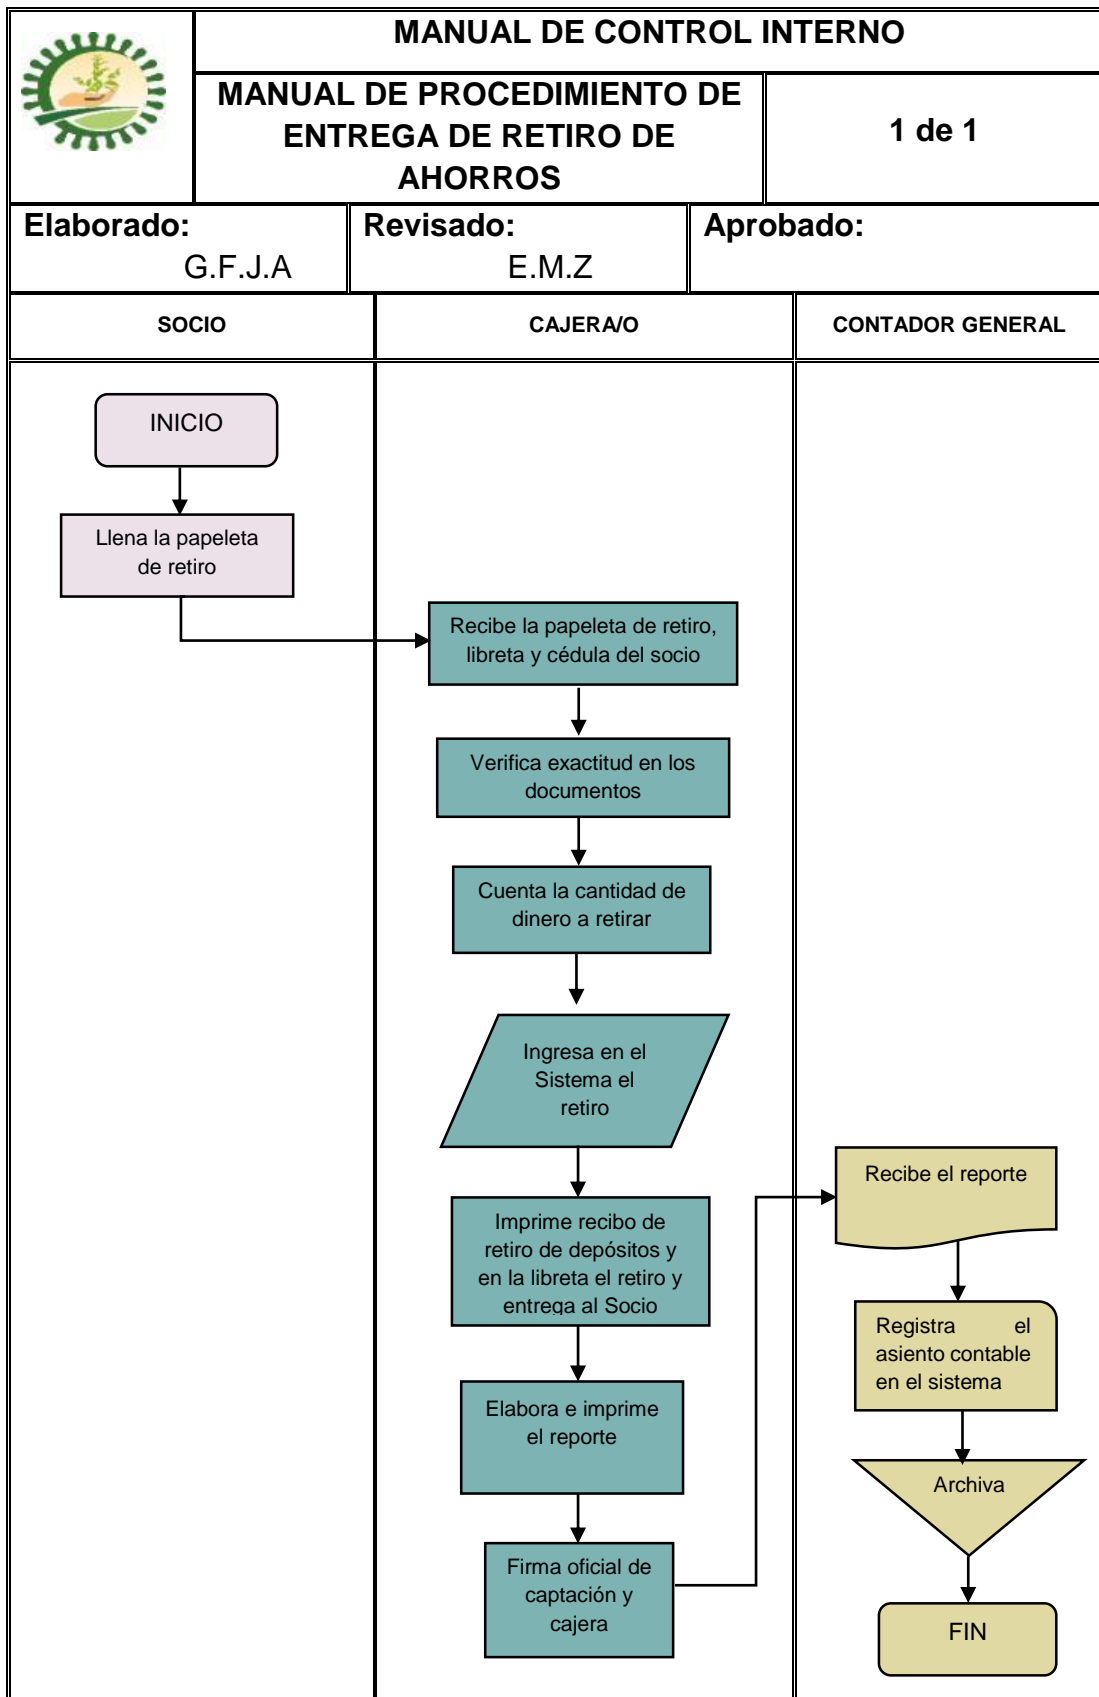 MANUAL DE CONTROL INTERNO
MANUAL DE PROCEDIMIENTO DE
ENTREGA DE RETIRO DE
AHORROS
1 de 1
Elaborado:
G.F.J.A
Revisado:
E.M.Z
Aprobado:
SOCIO
CAJERA/O
CONTADOR GENERAL
INICIO
Llena la papeleta
de retiro
Recibe la papeleta de retiro,
libreta y cédula del socio
Verifica exactitud en los
documentos
Cuenta la cantidad de
dinero a retirar
Ingresa en el
Sistema el
retiro
Imprime recibo de
retiro de depósitos y
en la libreta el retiro y
entrega al Socio
Elabora e imprime
el reporte
Firma oficial de
captación y
cajera
Recibe el reporte
Registra el
asiento contable
en el sistema
Archiva
FIN